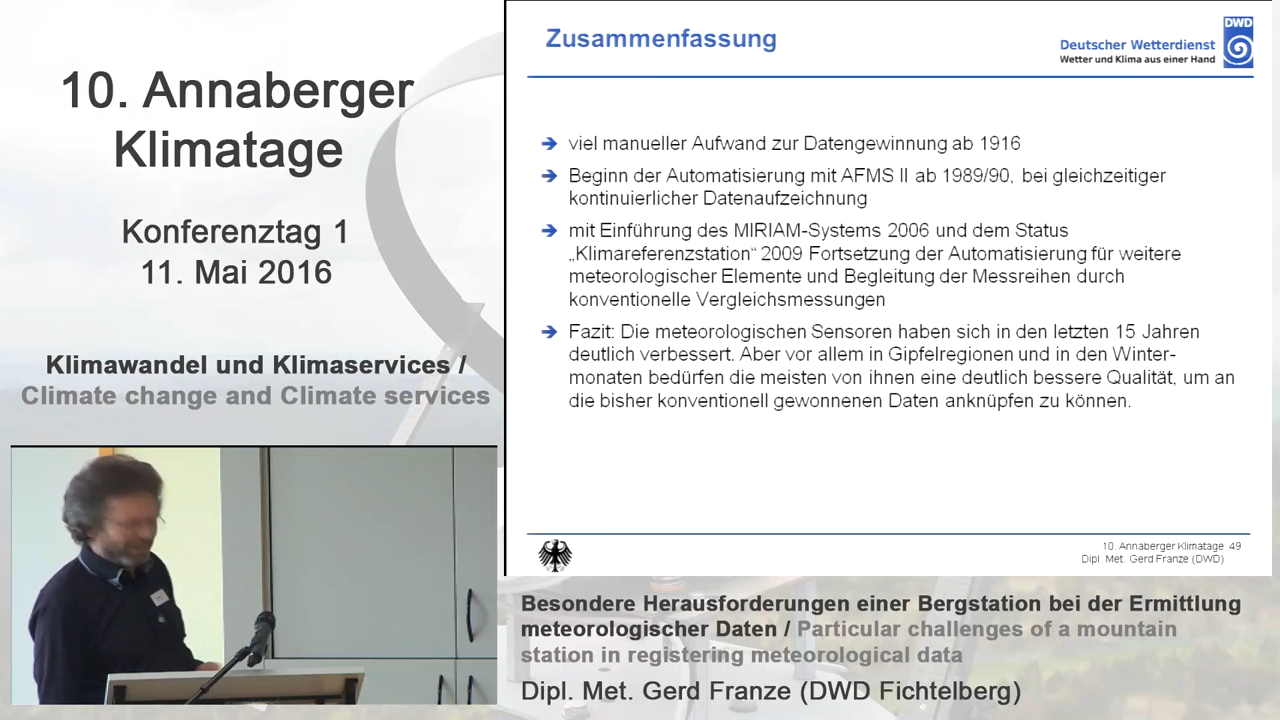 10. Annaberger
Klimatage
Konferenztag 1
11. Mai 2016
Klimawandel und Klimaservices /
Climate change and Climate services
Zusammenfassung
DWD
Deutscher Wetterdienst
Wetter und Klima aus einer Hand
viel manueller Aufwand zur Datengewinnung ab 1916
Beginn der Automatisierung mit AFMS II ab 1989/90, bei gleichzeitiger
kontinuierlicher Datenaufzeichnung
mit Einführung des MIRIAM-Systems 2006 und dem Status
„Klimareferenzstation“ 2009 Fortsetzung der Automatisierung für weitere
meteorologischer Elemente und Begleitung der Messreihen durch
konventionelle Vergleichsmessungen
Fazit: Die meteorologischen Sensoren haben sich in den letzten 15 Jahren
deutlich verbessert. Aber vor allem in Gipfelregionen und in den Winter-
monaten bedürfen die meisten von ihnen eine deutlich bessere Qualität, um an
die bisher konventionell gewonnenen Daten anknüpfen zu können.
10. Annaberger Klimatage 49
Dipl. Met. Gerd Franze (DWD)
Besondere Herausforderungen einer Bergstation bei der Ermittlung
meteorologischer Daten / Particular challenges of a mountain
station in registering meteorological data
Dipl. Met. Gerd Franze (DWD Fichtelberg)